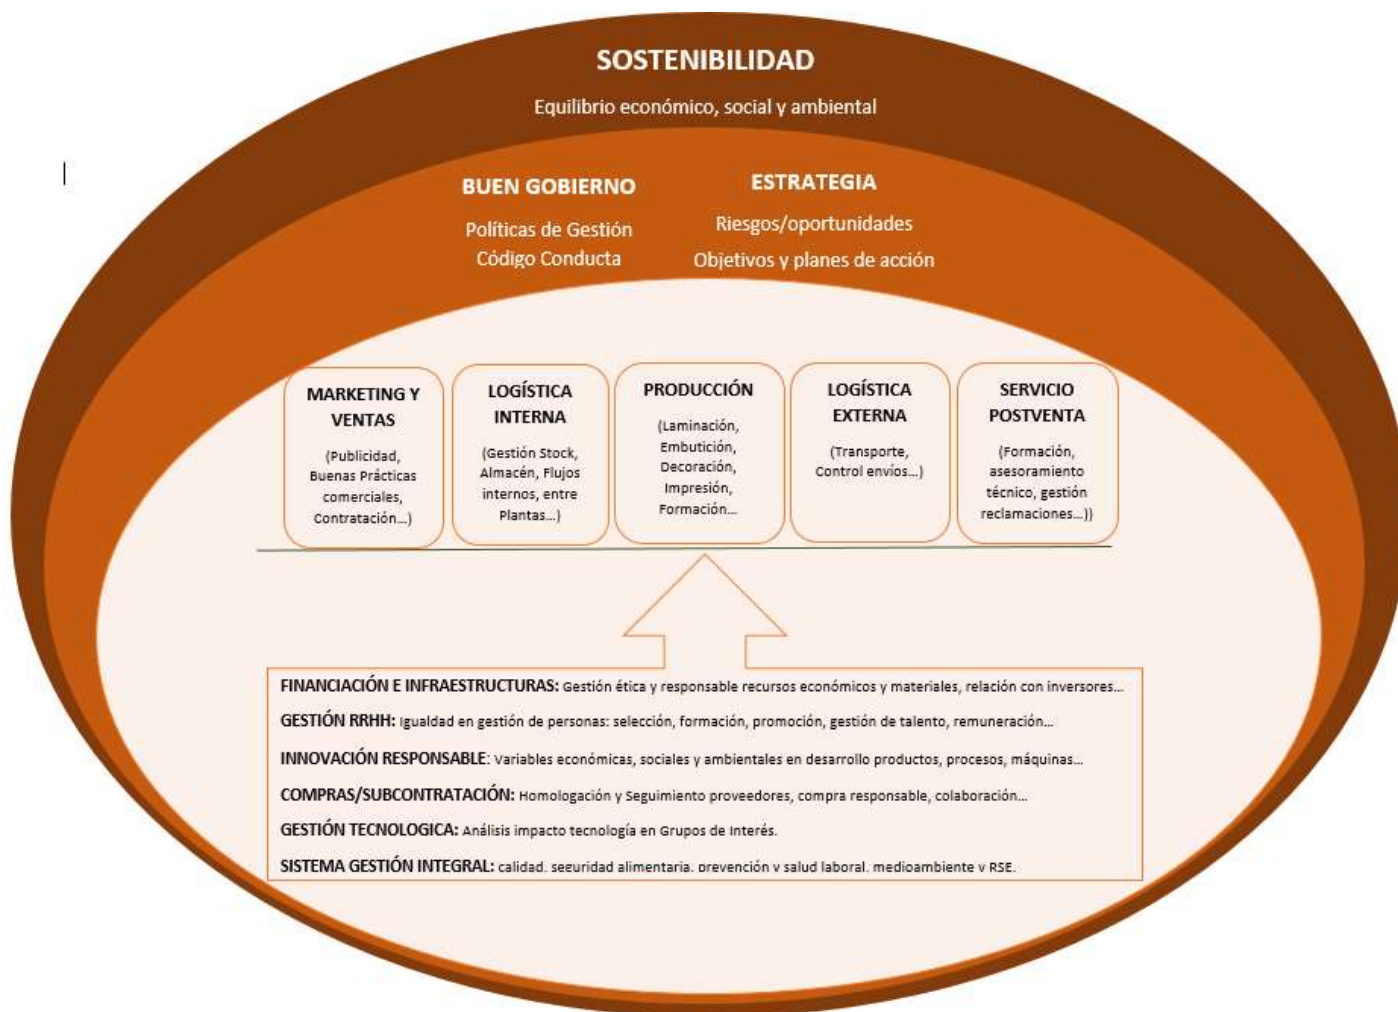 SOSTENIBILIDAD
Equilibrio económico, social y ambiental
BUEN GOBIERNO
Políticas de Gestión
Código Conducta
ESTRATEGIA
Riesgos/oportunidades
Objetivos y planes de acción
MARKETING Y
VENTAS
(Publicidad,
Buenas Prácticas
comerciales,
Contratación...)
LOGÍSTICA
INTERNA
(Gestión Stock,
Almacén, Flujos
internos, entre
Plantas...)
PRODUCCIÓN
(Laminación,
Embutición,
Decoración,
Impresión,
Formación...
LOGÍSTICA
EXTERNA
(Transporte,
Control envíos...)
SERVICIO
POSTVENTA
(Formación,
asesoramiento
técnico, gestión
reclamaciones...))
FINANCIACIÓN E INFRAESTRUCTURAS: Gestión ética y responsable recursos económicos y materiales, relación con inversores...
GESTIÓN RRHH: Igualdad en gestión de personas: selección, formación, promoción, gestión de talento, remuneración...
INNOVACIÓN RESPONSABLE: Variables económicas, sociales y ambientales en desarrollo productos, procesos, máquinas...
COMPRAS/SUBCONTRATACIÓN: Homologación y Seguimiento proveedores, compra responsable, colaboración...
GESTIÓN TECNOLOGICA: Análisis impacto tecnología en Grupos de Interés.
SISTEMA GESTIÓN INTEGRAL: calidad, seguridad alimentaria, prevención y salud laboral, medioambiente y RSE.